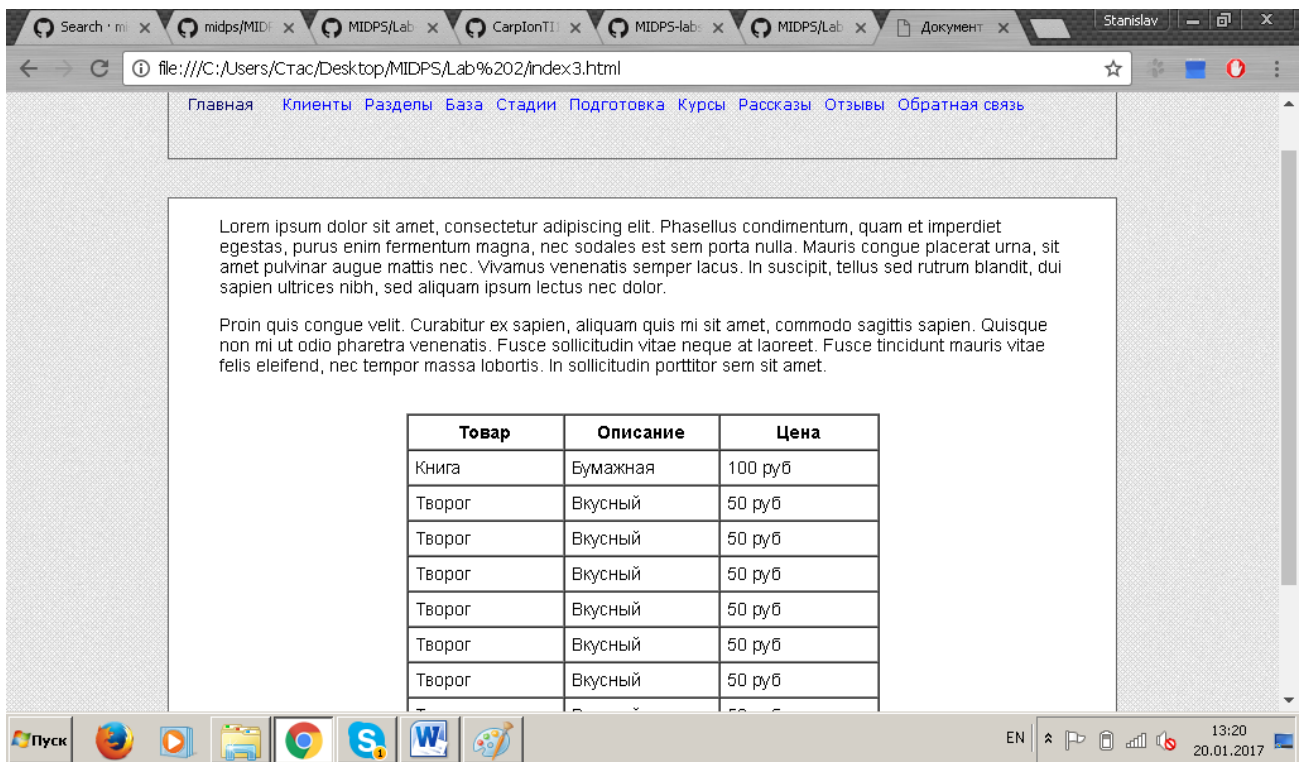 Search · mi
midps/MIDF
MIDPS/Lab
CarpIonTI1
MIDPS-labs
MIDPS/Lab
Документ
Stanislav
file:///C:/Users/Стас/Desktop/MIDPS/Lab%202/index3.html
Главная Клиенты Разделы База Стадии Подготовка Курсы Рассказы Отзывы Обратная связь
Lorem ipsum dolor sit amet, consectetur adipiscing elit. Phasellus condimentum, quam et imperdiet
egestas, purus enim fermentum magna, nec sodales est sem porta nulla. Mauris congue placerat urna, sit
amet pulvinar augue mattis nec. Vivamus venenatis semper lacus. In suscipit, tellus sed rutrum blandit, dui
sapien ultrices nibh, sed aliquam ipsum lectus nec dolor.
Proin quis congue velit. Curabitur ex sapien, aliquam quis mi sit amet, commodo sagittis sapien. Quisque
non mi ut odio pharetra venenatis. Fusce sollicitudin vitae neque at laoreet. Fusce tincidunt mauris vitae
felis eleifend, nec tempor massa lobortis. In sollicitudin porttitor sem sit amet.
Товар Описание Цена
Книга Бумажная 100 руб
Творог Вкусный 50 руб
Творог Вкусный 50 руб
Творог Вкусный 50 руб
Творог Вкусный 50 руб
Творог Вкусный 50 руб
Творог Вкусный 50 руб
Пуск
EN
13:20
20.01.2017